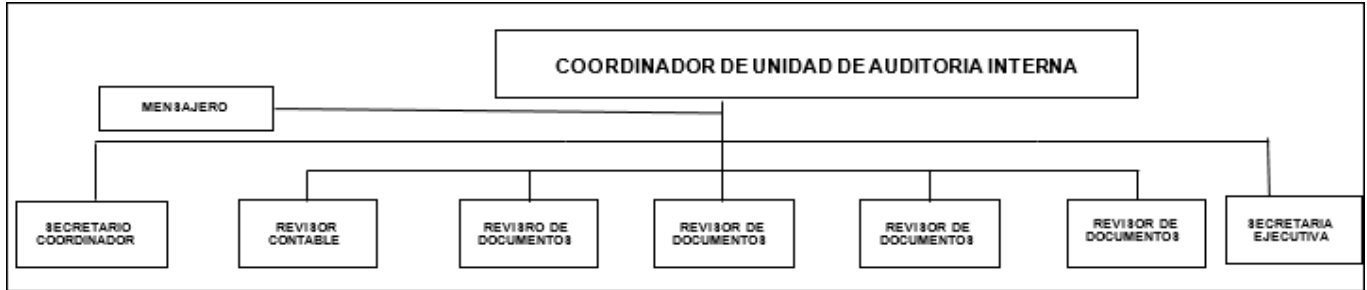 COORDINADOR DE UNIDAD DE AUDITORIA INTERNA
MENSAJERO
SECRETARIO
COORDINADOR
REVISOR
CONTABLE
REVISRO DE
DOCUMENTOS
REVISOR DE
DOCUMENTOS
REVISOR DE
DOCUMENTOS
REVISOR DE
DOCUMENTOS
SECRETARIA
EJECUTIVA